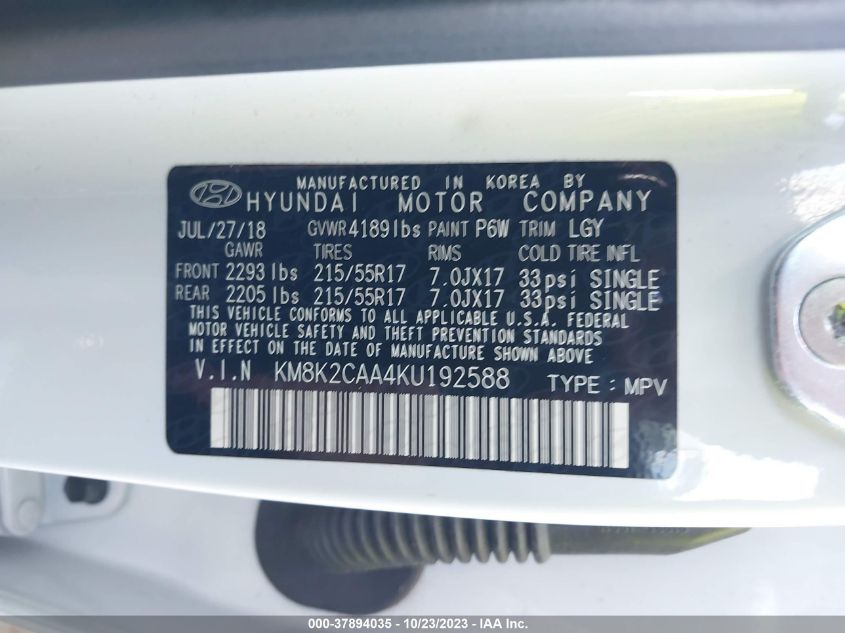 MANUFACTURED IN KOREA BY
HYUNDAI MOTOR COMPANY
JUL/27/18 GVWR 4189lbs PAINT P6W TRIM LGY
GAWR TIRES RIMS COLD TIRE INFL
FRONT 2293 lbs 215/55R17 7.0JX17 33psi SINGLE
REAR 2205 lbs 215/55R17 7.0JX17 33psi SINGLE
THIS VEHICLE CONFORMS TO ALL APPLICABLE U.S.A. FEDERAL
MOTOR VEHICLE SAFETY AND THEFT PREVENTION STANDARDS
IN EFFECT ON THE DATE OF MANUFACTURE SHOWN ABOVE.
V.I.N KM8K2CAA4KU192588 TYPE : MPV
000-37894035 - 10/23/2023 - IAA Inc.